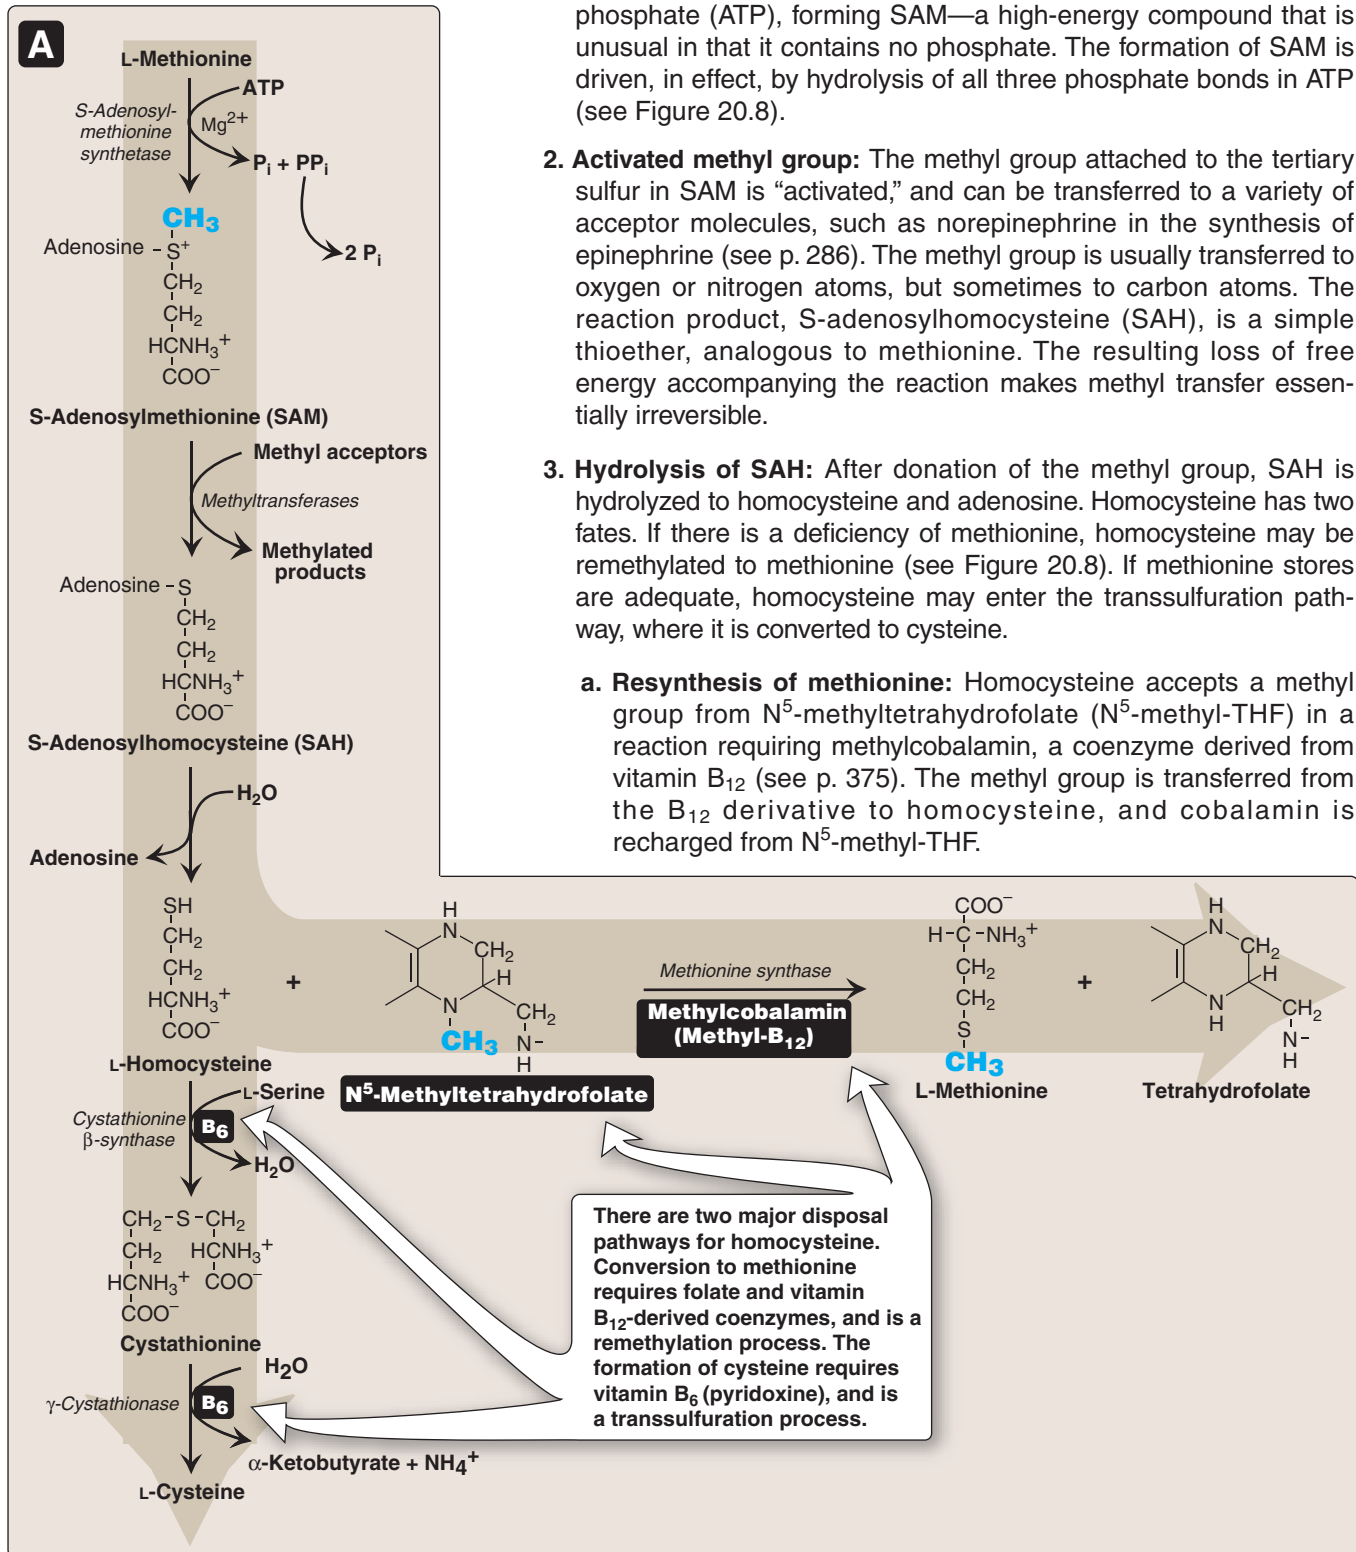 phosphate (ATP), forming SAM—a high-energy compound that is
unusual in that it contains no phosphate. The formation of SAM is
driven, in effect, by hydrolysis of all three phosphate bonds in ATP
(see Figure 20.8).
2. Activated methyl group: The methyl group attached to the tertiary
sulfur in SAM is “activated,” and can be transferred to a variety of
acceptor molecules, such as norepinephrine in the synthesis of
epinephrine (see p. 286). The methyl group is usually transferred to
oxygen or nitrogen atoms, but sometimes to carbon atoms. The
reaction product, S-adenosylhomocysteine (SAH), is a simple
thioether, analogous to methionine. The resulting loss of free
energy accompanying the reaction makes methyl transfer essen-
tially irreversible.
3. Hydrolysis of SAH: After donation of the methyl group, SAH is
hydrolyzed to homocysteine and adenosine. Homocysteine has two
fates. If there is a deficiency of methionine, homocysteine may be
remethylated to methionine (see Figure 20.8). If methionine stores
are adequate, homocysteine may enter the transsulfuration path-
way, where it is converted to cysteine.
a. Resynthesis of methionine: Homocysteine accepts a methyl
group from N⁵-methyltetrahydrofolate (N⁵-methyl-THF) in a
reaction requiring methylcobalamin, a coenzyme derived from
vitamin B₁₂ (see p. 375). The methyl group is transferred from
the B₁₂ derivative to homocysteine, and cobalamin is
recharged from N⁵-methyl-THF.
A
L-Methionine
ATP
S-Adenosyl-
methionine
synthetase
Mg²⁺
Pᵢ + PPᵢ
2 Pᵢ
CH₃
Adenosine – S⁺
CH₂
CH₂
HCNH₃⁺
COO⁻
S-Adenosylmethionine (SAM)
Methyl acceptors
Methyltransferases
Methylated
products
Adenosine – S
CH₂
CH₂
HCNH₃⁺
COO⁻
S-Adenosylhomocysteine (SAH)
H₂O
Adenosine
SH
CH₂
CH₂
HCNH₃⁺
COO⁻
L-Homocysteine
+
H
N
CH₂
H
N
CH₂
CH₃
N–
H
N⁵-Methyltetrahydrofolate
Methionine synthase
Methylcobalamin
(Methyl-B₁₂)
COO⁻
H – C – NH₃⁺
CH₂
CH₂
S
CH₃
L-Methionine
+
H
N
CH₂
H
N
H
CH₂
N–
H
Tetrahydrofolate
L-Serine
Cystathionine
β-synthase
B₆
H₂O
CH₂ – S – CH₂
CH₂ HCNH₃⁺
HCNH₃⁺ COO⁻
COO⁻
Cystathionine
H₂O
γ-Cystathionase
B₆
α-Ketobutyrate + NH₄⁺
L-Cysteine
There are two major disposal
pathways for homocysteine.
Conversion to methionine
requires folate and vitamin
B₁₂-derived coenzymes, and is a
remethylation process. The
formation of cysteine requires
vitamin B₆ (pyridoxine), and is
a transsulfuration process.